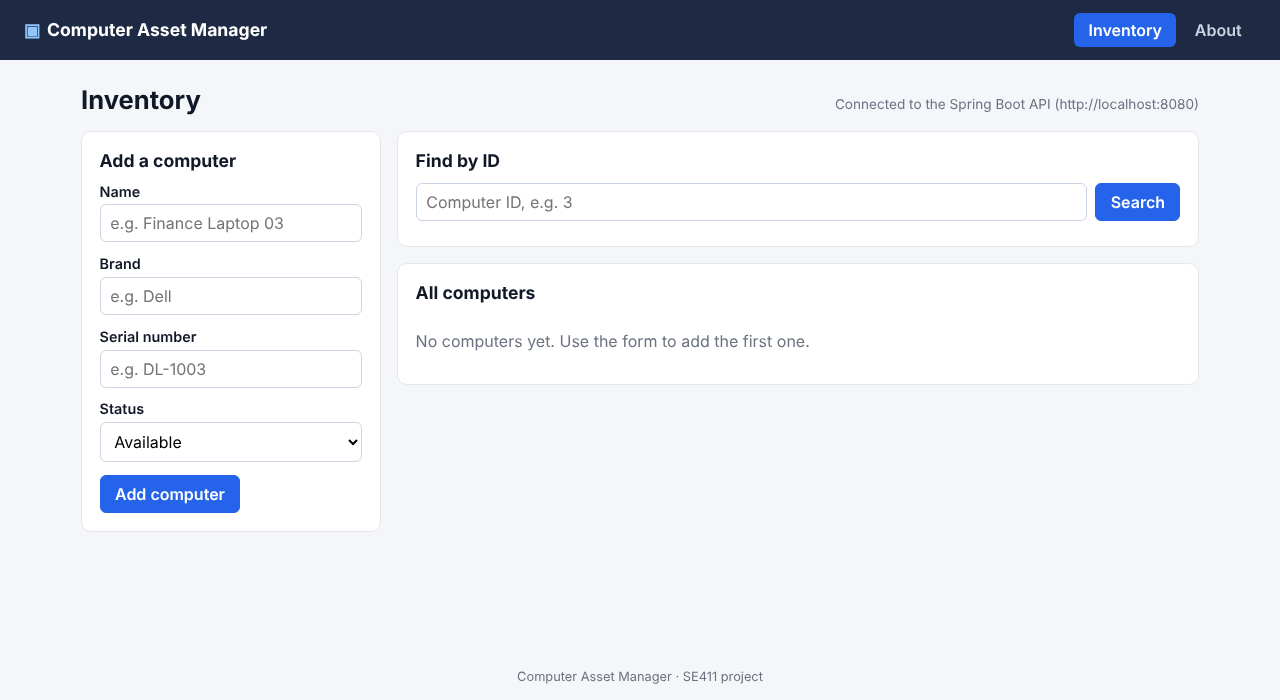 Computer Asset Manager
Inventory
About
Inventory
Connected to the Spring Boot API (http://localhost:8080)
Add a computer
Name
e.g. Finance Laptop 03
Brand
e.g. Dell
Serial number
e.g. DL-1003
Status
Available
Add computer
Find by ID
Computer ID, e.g. 3
Search
All computers
No computers yet. Use the form to add the first one.
Computer Asset Manager · SE411 project